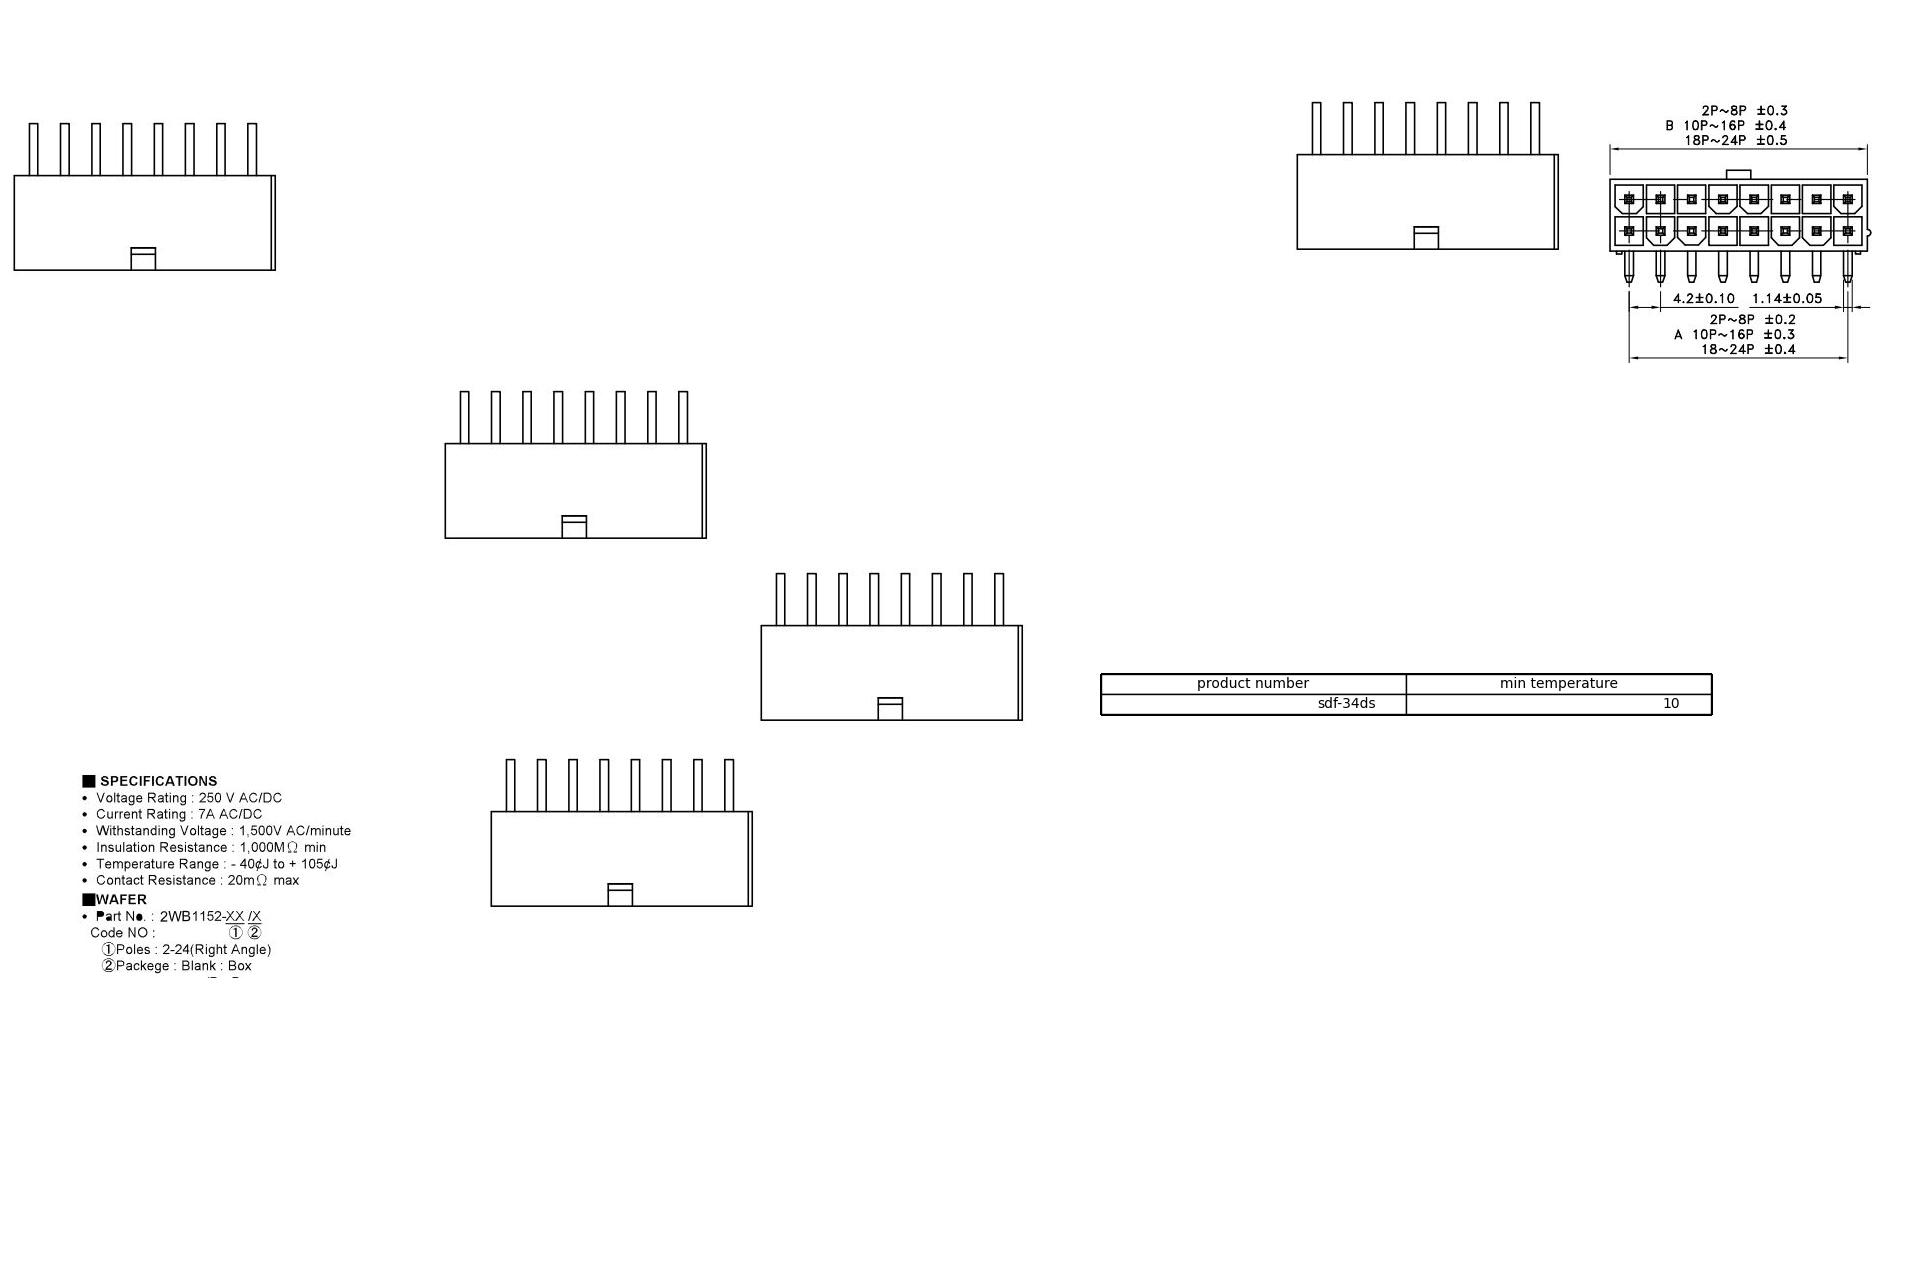 2P~8P ±0.3
B 10P~16P ±0.4
18P~24P ±0.5
4.2±0.10 1.14±0.05
2P~8P ±0.2
A 10P~16P ±0.3
18~24P ±0.4
product number min temperature
sdf-34ds 10
■ SPECIFICATIONS
• Voltage Rating : 250 V AC/DC
• Current Rating : 7A AC/DC
• Withstanding Voltage : 1,500V AC/minute
• Insulation Resistance : 1,000MΩ min
• Temperature Range : - 40¢J to + 105¢J
• Contact Resistance : 20mΩ max
■WAFER
• Part No. : 2WB1152-XX /X
Code NO : ① ②
①Poles : 2-24(Right Angle)
②Packege : Blank : Box